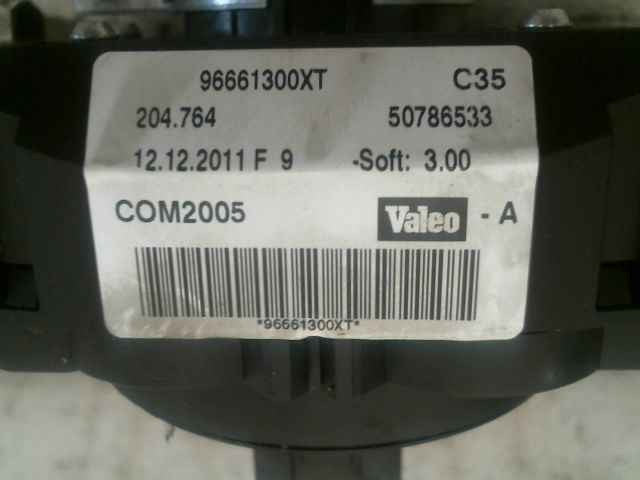 96661300XT C35
204.764 50786533
12.12.2011 F 9 -Soft: 3.00
COM2005 Valeo - A
*96661300XT*